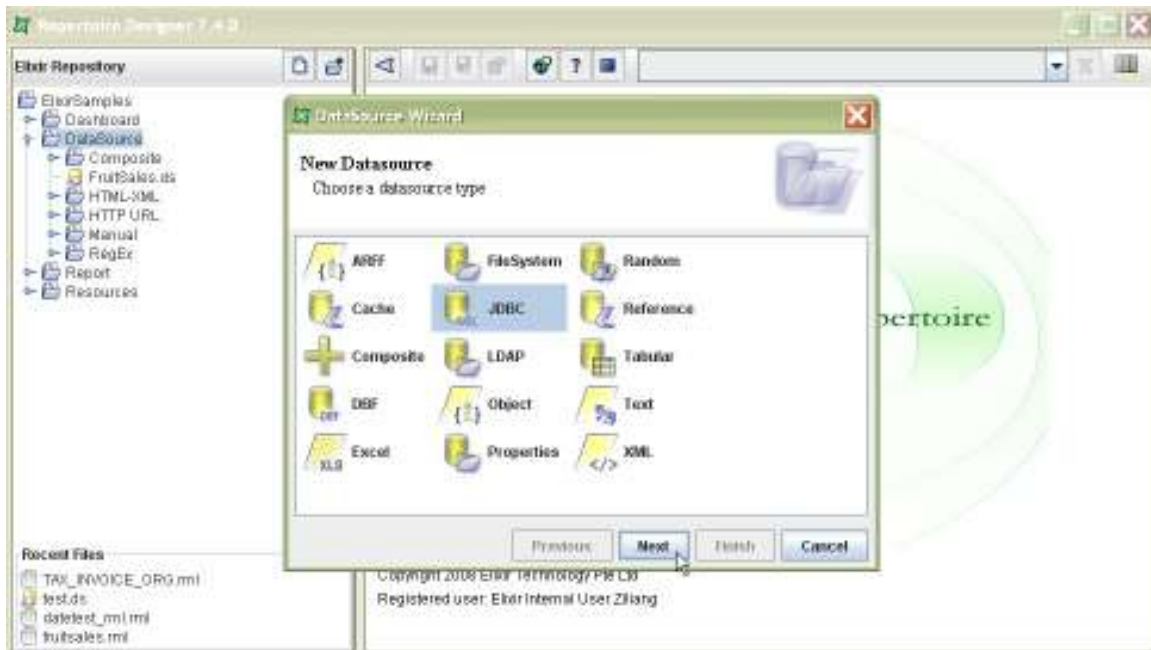 Repertoire Designer 7.4.0
Elixir Repository
ElixirSamples
Dashboard
DataSource
Composite
FruitSales.ds
HTML-XML
HTTP URL
Manual
RegEx
Report
Resources
DataSource Wizard
New Datasource
Choose a datasource type
ARFF
FileSystem
Random
Cache
JDBC
Reference
Composite
LDAP
Tabular
DBF
Object
Text
Excel
Properties
XML
Previous
Next
Finish
Cancel
pertoire
Recent Files
TAX_INVOICE_ORG.rml
test.ds
datetest_rml.rml
fruitsales.rml
Copyright 2008 Elixir Technology Pte Ltd
Registered user: Elixir Internal User Ziliang